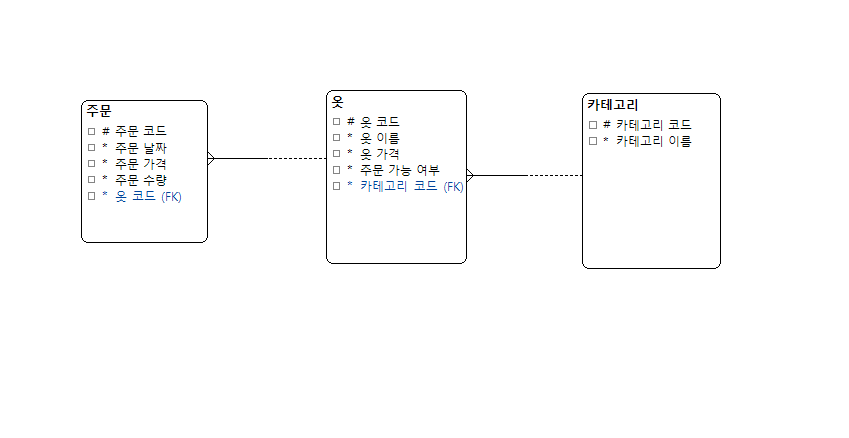 주문
# 주문 코드
* 주문 날짜
* 주문 가격
* 주문 수량
* 옷 코드 (FK)
옷
# 옷 코드
* 옷 이름
* 옷 가격
* 주문 가능 여부
* 카테고리 코드 (FK)
카테고리
# 카테고리 코드
* 카테고리 이름